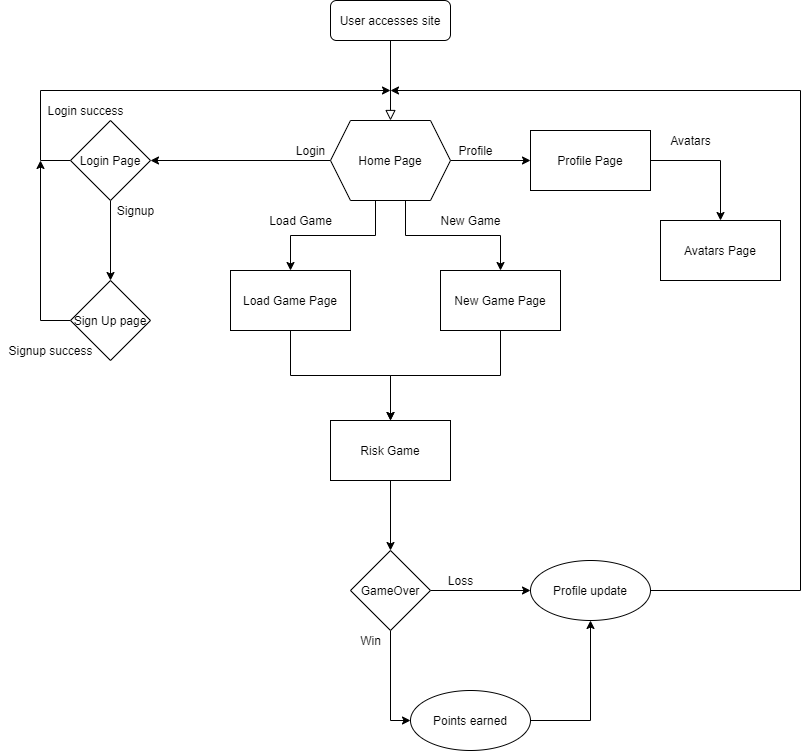 User accesses site
Login success
Login Page
Login
Home Page
Profile
Profile Page
Avatars
Signup
Load Game
New Game
Avatars Page
Sign Up page
Load Game Page
New Game Page
Signup success
Risk Game
GameOver
Loss
Profile update
Win
Points earned